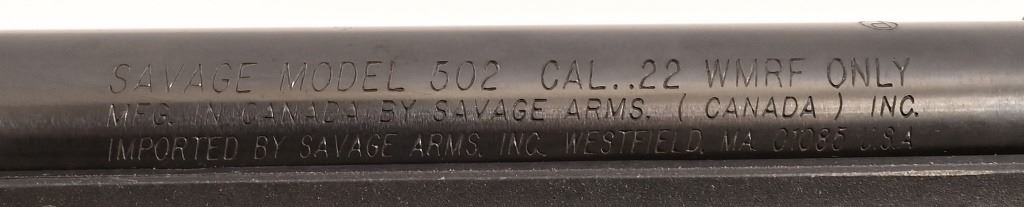 SAVAGE MODEL 502 CAL..22 WMRF ONLY
MFG. IN CANADA BY SAVAGE ARMS. ( CANADA ) INC.
IMPORTED BY SAVAGE ARMS, INC. WESTFIELD, MA 01085 U.S.A